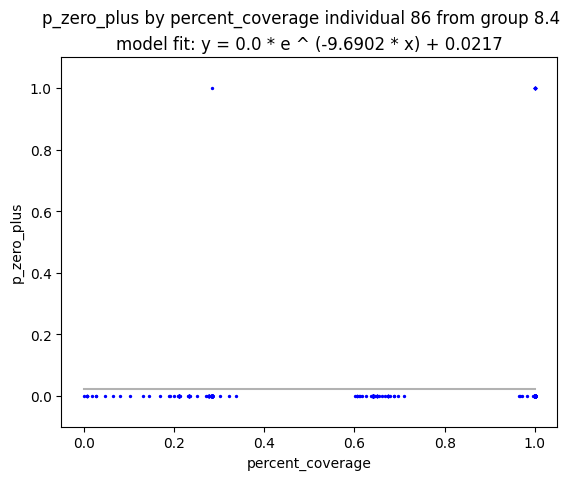 p_zero_plus by percent_coverage individual 86 from group 8.4
model fit: y = 0.0 * e ^ (-9.6902 * x) + 0.0217
1.0
0.8
0.6
0.4
0.2
0.0
p_zero_plus
0.0 0.2 0.4 0.6 0.8 1.0
percent_coverage